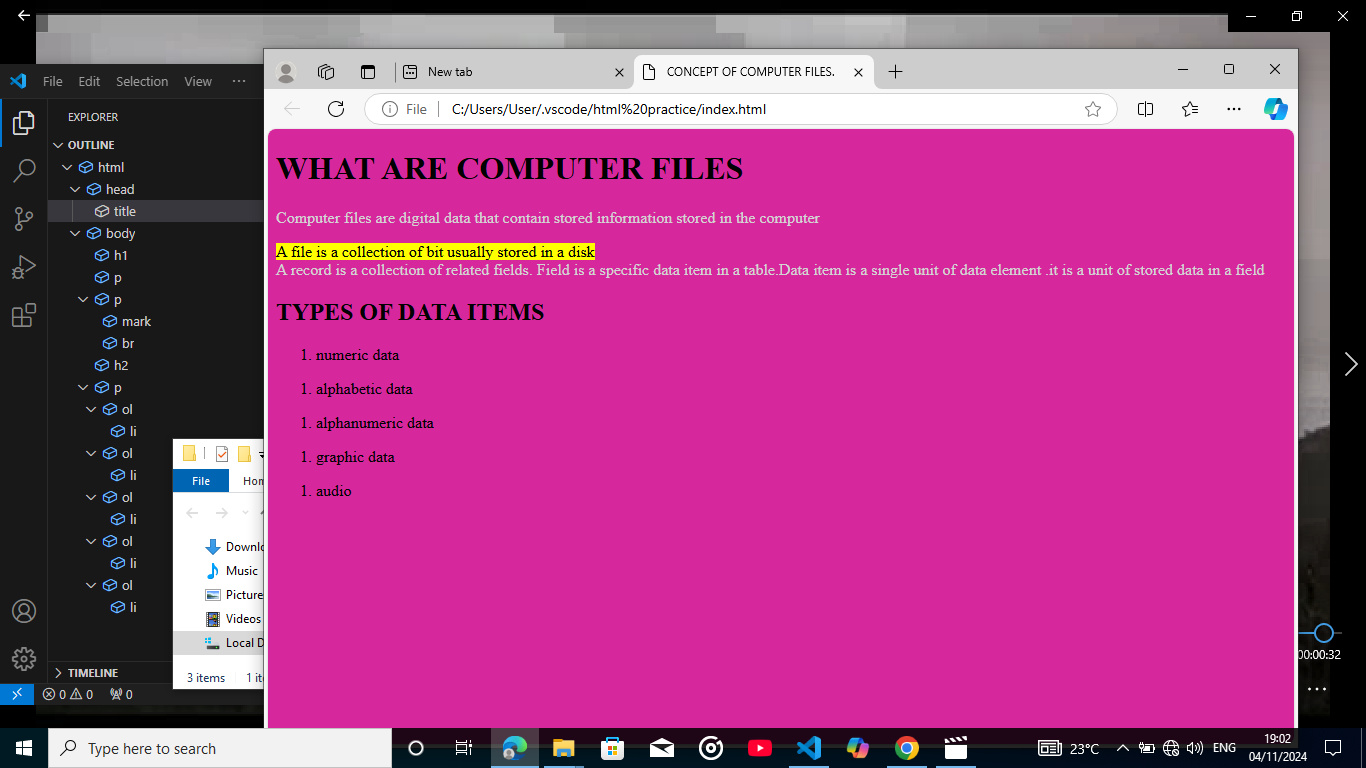 File Edit Selection View ···
New tab
CONCEPT OF COMPUTER FILES.
File C:/Users/User/.vscode/html%20practice/index.html
EXPLORER
OUTLINE
html
head
title
body
h1
p
p
mark
br
h2
p
ol
li
ol
li
ol
li
ol
li
ol
li
TIMELINE
0 0 0
WHAT ARE COMPUTER FILES
Computer files are digital data that contain stored information stored in the computer
A file is a collection of bit usually stored in a disk
A record is a collection of related fields. Field is a specific data item in a table.Data item is a single unit of data element .it is a unit of stored data in a field
TYPES OF DATA ITEMS
1. numeric data
1. alphabetic data
1. alphanumeric data
1. graphic data
1. audio
File
Music
Videos
3 items
00:00:32
Type here to search
23°C
ENG
19:02
04/11/2024